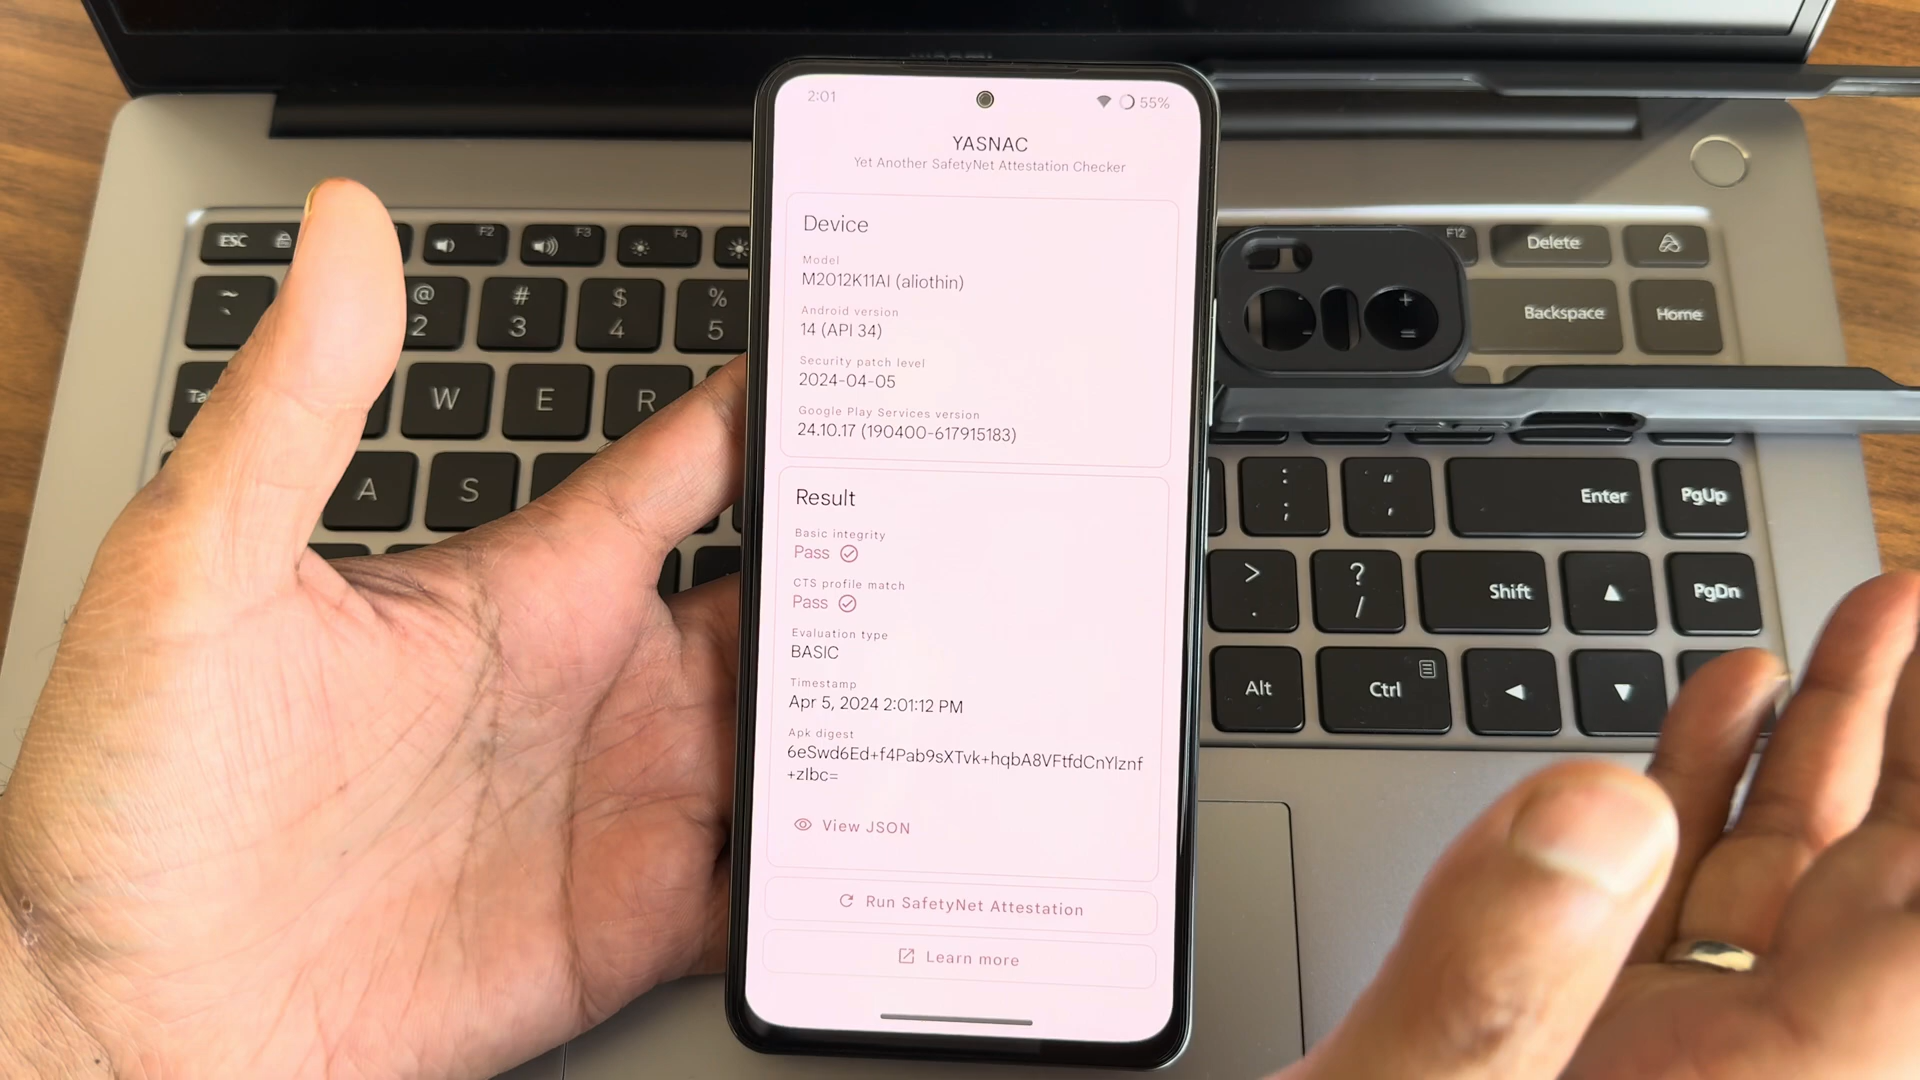 2:01
55%
YASNAC
Yet Another SafetyNet Attestation Checker
Device
Model
M2012K11AI (aliothin)
Android version
14 (API 34)
Security patch level
2024-04-05
Google Play Services version
24.10.17 (190400-617915183)
Result
Basic integrity
Pass
CTS profile match
Pass
Evaluation type
BASIC
Timestamp
Apr 5, 2024 2:01:12 PM
Apk digest
6eSwd6Ed+f4Pab9sXTvk+hqbA8VFtfdCnYlznf
+zlbc=
View JSON
Run SafetyNet Attestation
Learn more
ESC
F2
F3
F4
F12
Delete
~
@
2
#
3
$
4
%
5
+
=
Backspace
Home
W
E
R
A
S
:
;
"
'
Enter
PgUp
>
.
?
/
Shift
▲
PgDn
Alt
Ctrl
◀
▼